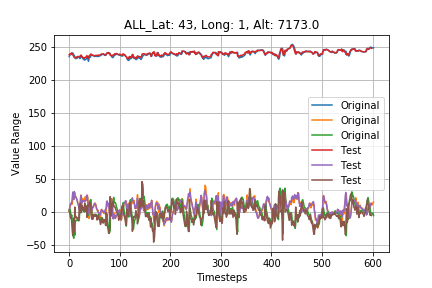 ALL_Lat: 43, Long: 1, Alt: 7173.0
250
200
150
100
50
0
−50
Value Range
Original
Original
Original
Test
Test
Test
0 100 200 300 400 500 600
Timesteps